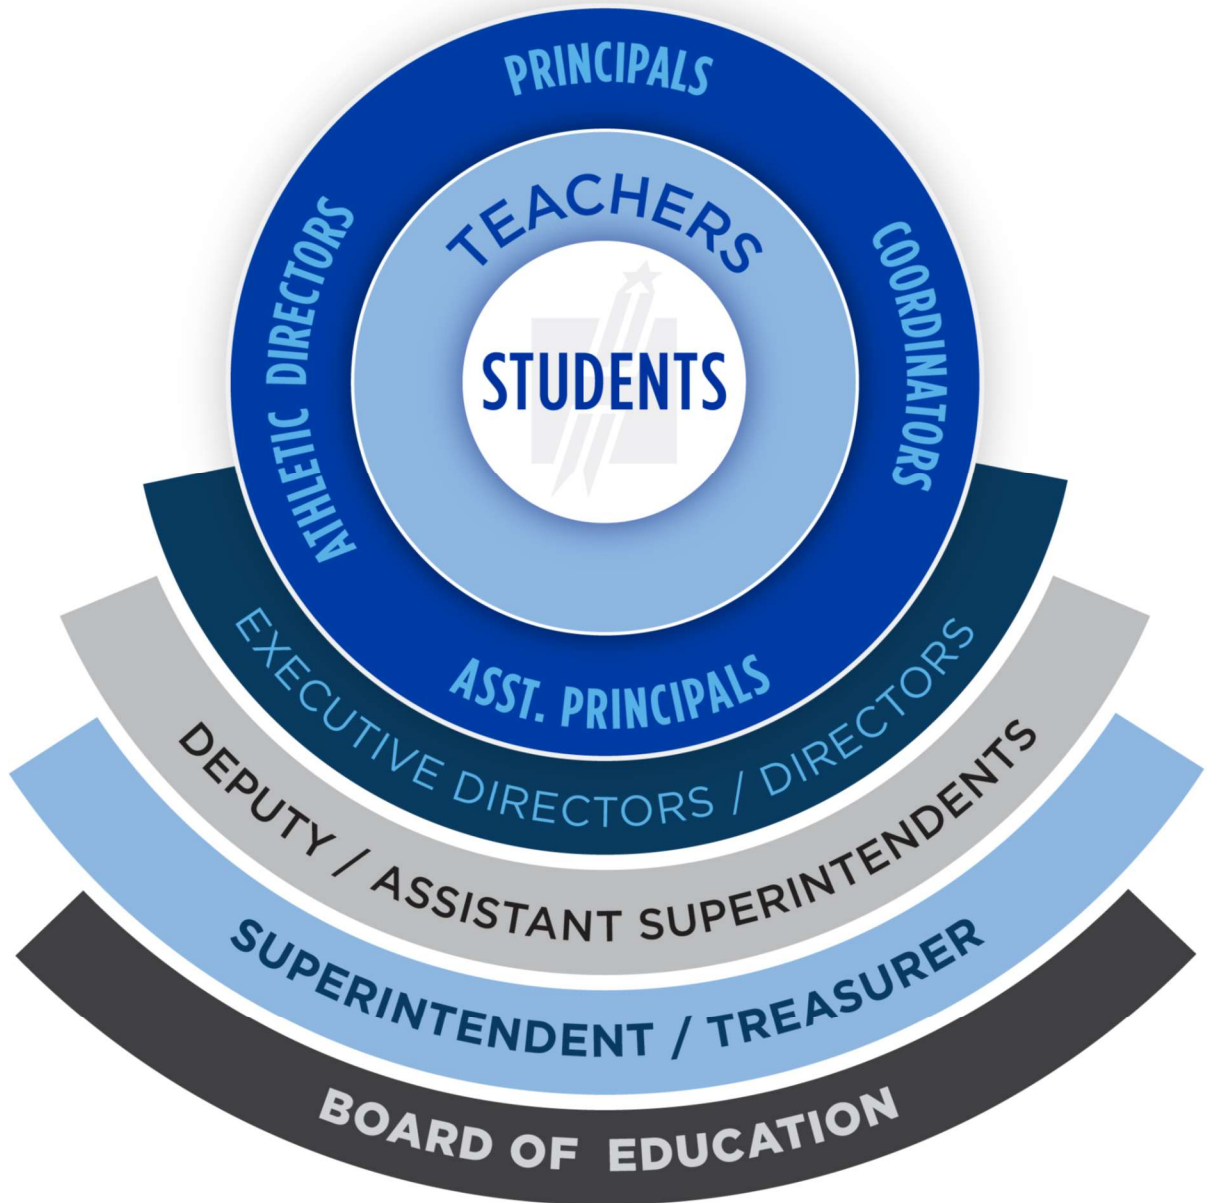 PRINCIPALS
TEACHERS
ATHLETIC DIRECTORS
COORDINATORS
STUDENTS
ASST. PRINCIPALS
EXECUTIVE DIRECTORS / DIRECTORS
DEPUTY / ASSISTANT SUPERINTENDENTS
SUPERINTENDENT / TREASURER
BOARD OF EDUCATION